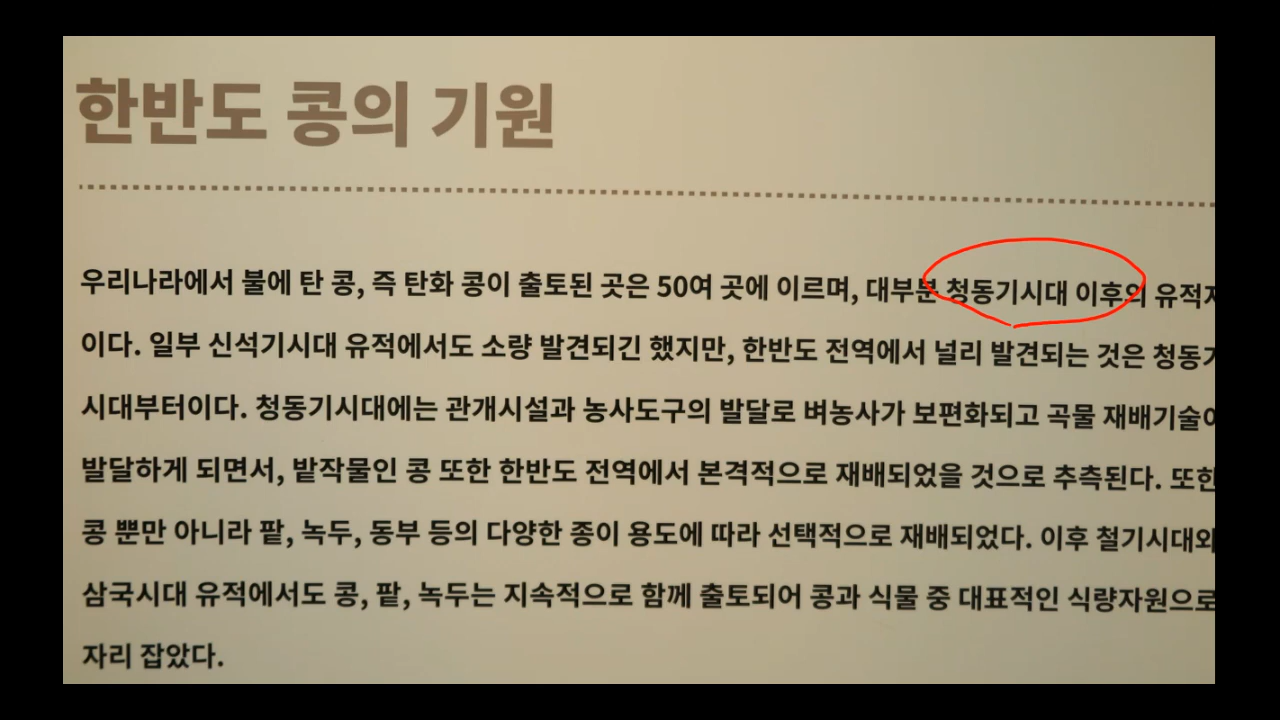 한반도 콩의 기원
우리나라에서 불에 탄 콩, 즉 탄화 콩이 출토된 곳은 50여 곳에 이르며, 대부분 청동기시대 이후의 유적지
이다. 일부 신석기시대 유적에서도 소량 발견되긴 했지만, 한반도 전역에서 널리 발견되는 것은 청동기
시대부터이다. 청동기시대에는 관개시설과 농사도구의 발달로 벼농사가 보편화되고 곡물 재배기술이
발달하게 되면서, 밭작물인 콩 또한 한반도 전역에서 본격적으로 재배되었을 것으로 추측된다. 또한
콩 뿐만 아니라 팥, 녹두, 동부 등의 다양한 종이 용도에 따라 선택적으로 재배되었다. 이후 철기시대와
삼국시대 유적에서도 콩, 팥, 녹두는 지속적으로 함께 출토되어 콩과 식물 중 대표적인 식량자원으로
자리 잡았다.